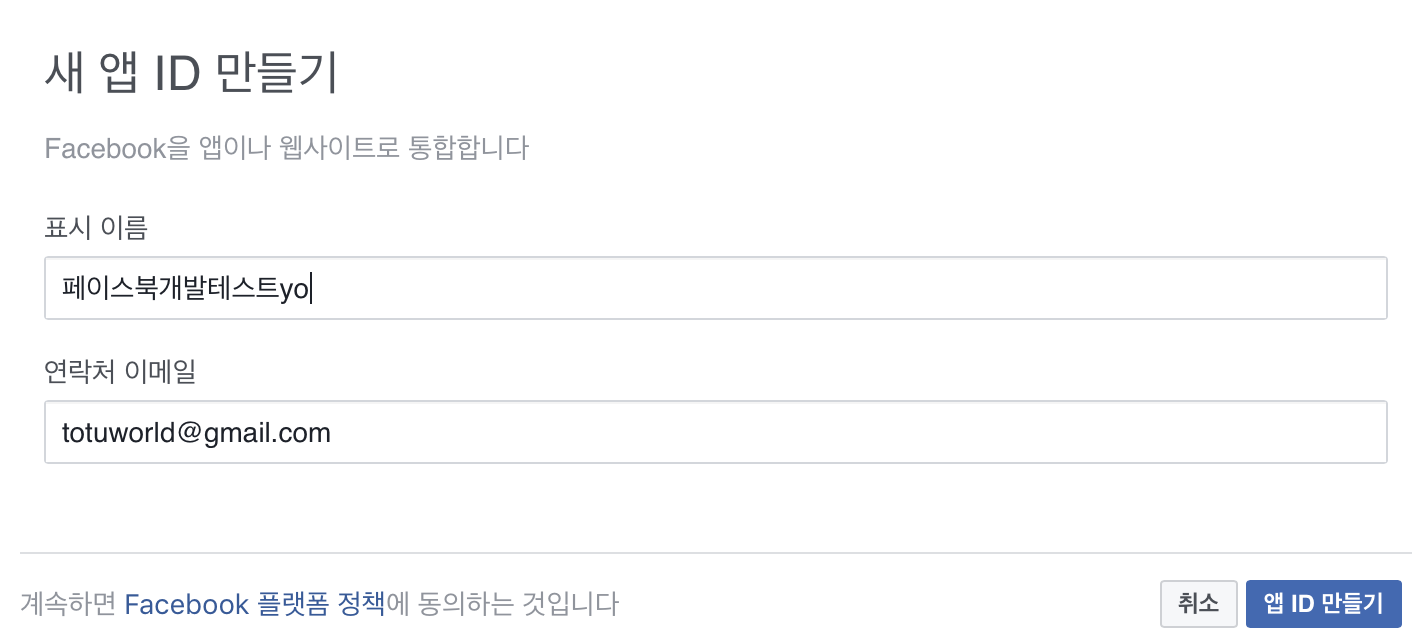 새 앱 ID 만들기
Facebook을 앱이나 웹사이트로 통합합니다
표시 이름
페이스북개발테스트yo
연락처 이메일
totuworld@gmail.com
계속하면 Facebook 플랫폼 정책에 동의하는 것입니다
취소
앱 ID 만들기